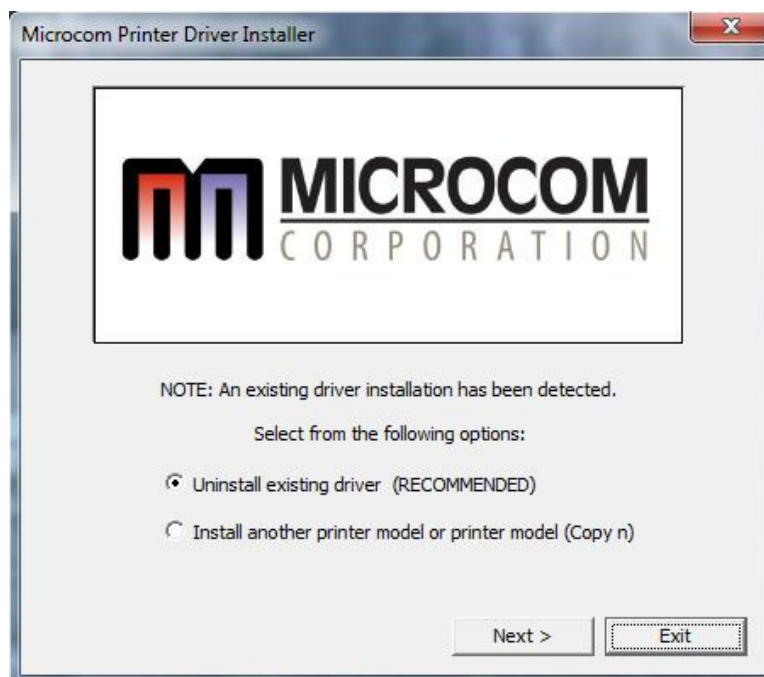 Microcom Printer Driver Installer
MICROCOM
CORPORATION
NOTE: An existing driver installation has been detected.
Select from the following options:
Uninstall existing driver (RECOMMENDED)
Install another printer model or printer model (Copy n)
Next >
Exit